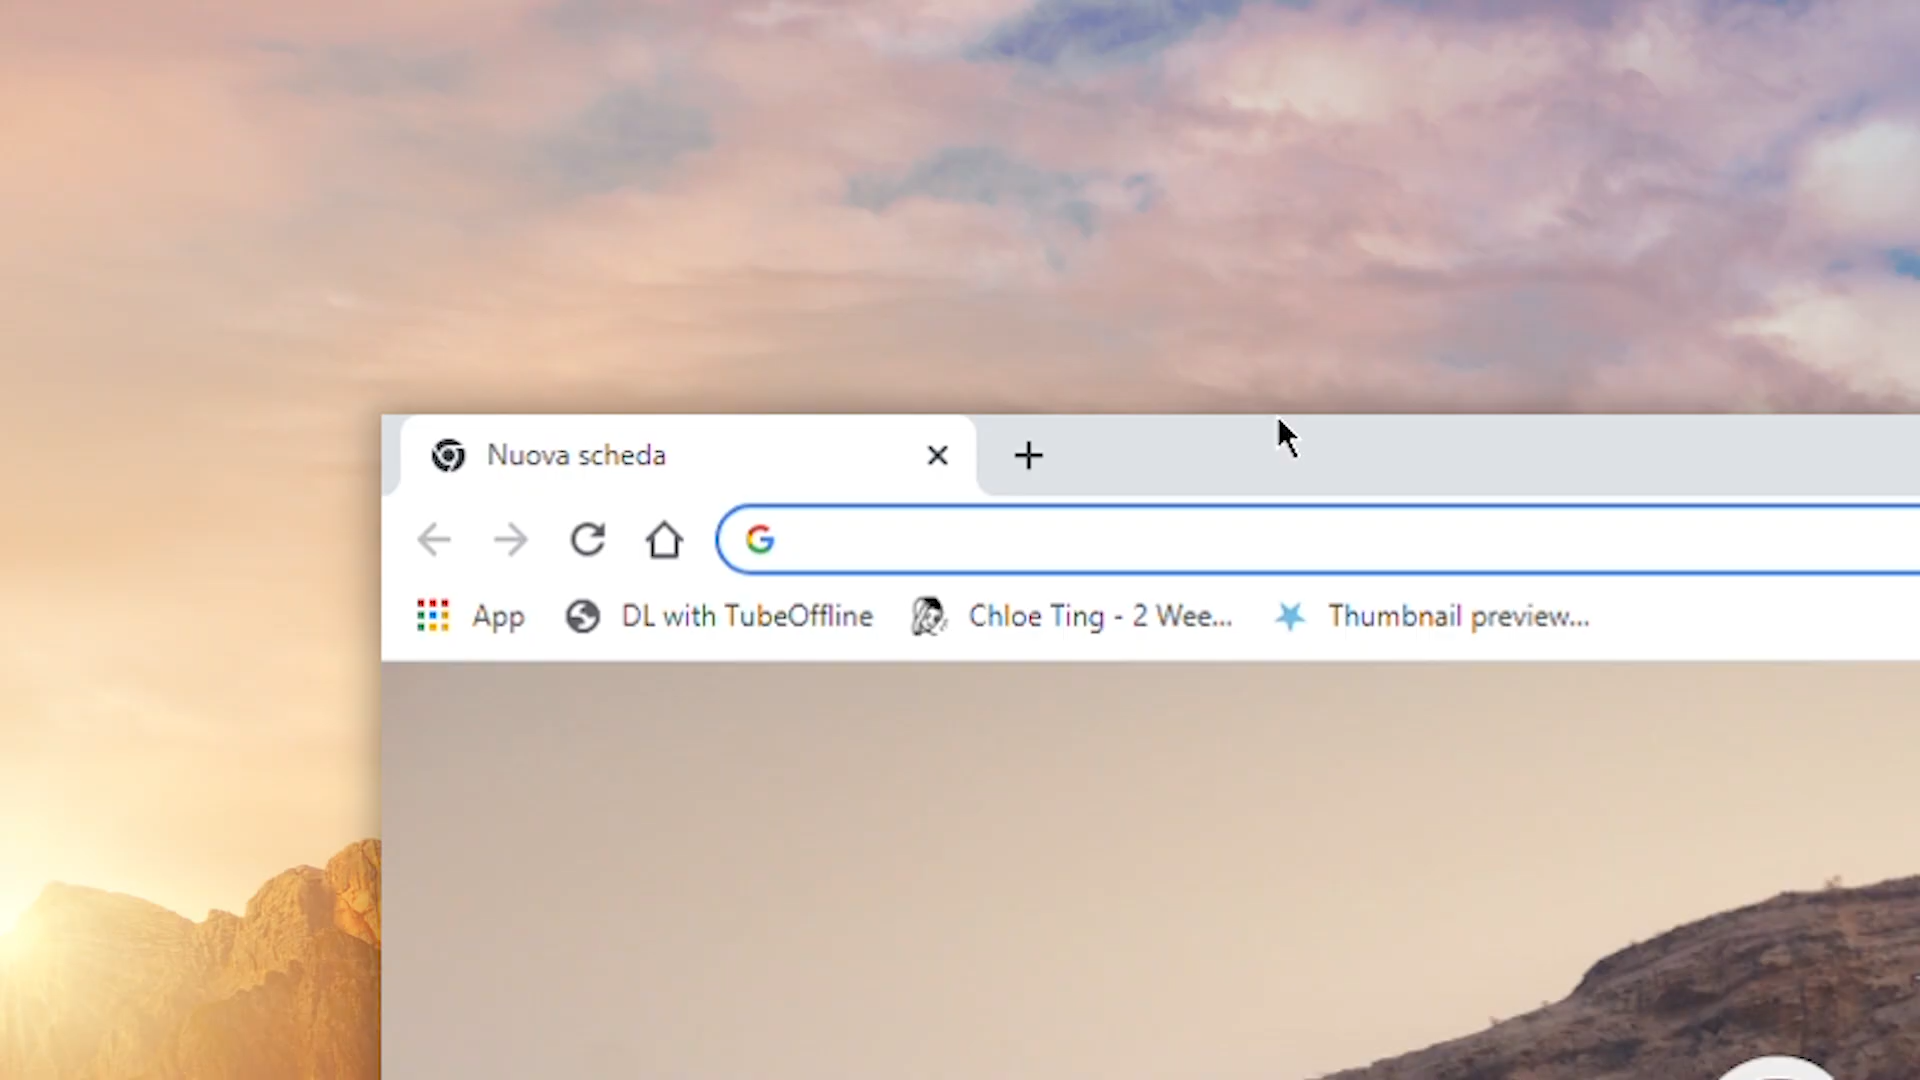 Nuova scheda
App DL with TubeOffline Chloe Ting - 2 Wee... Thumbnail preview...